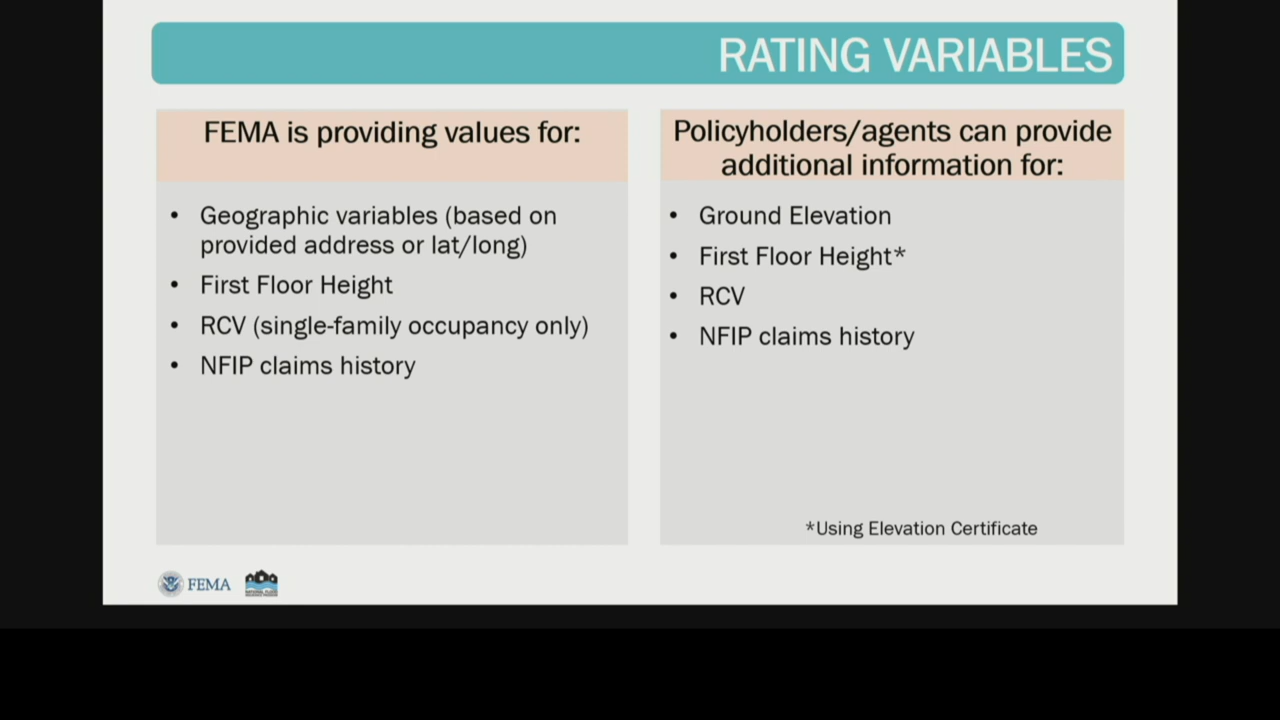 RATING VARIABLES
FEMA is providing values for:
• Geographic variables (based on
provided address or lat/long)
• First Floor Height
• RCV (single-family occupancy only)
• NFIP claims history
Policyholders/agents can provide
additional information for:
• Ground Elevation
• First Floor Height*
• RCV
• NFIP claims history
*Using Elevation Certificate
FEMA